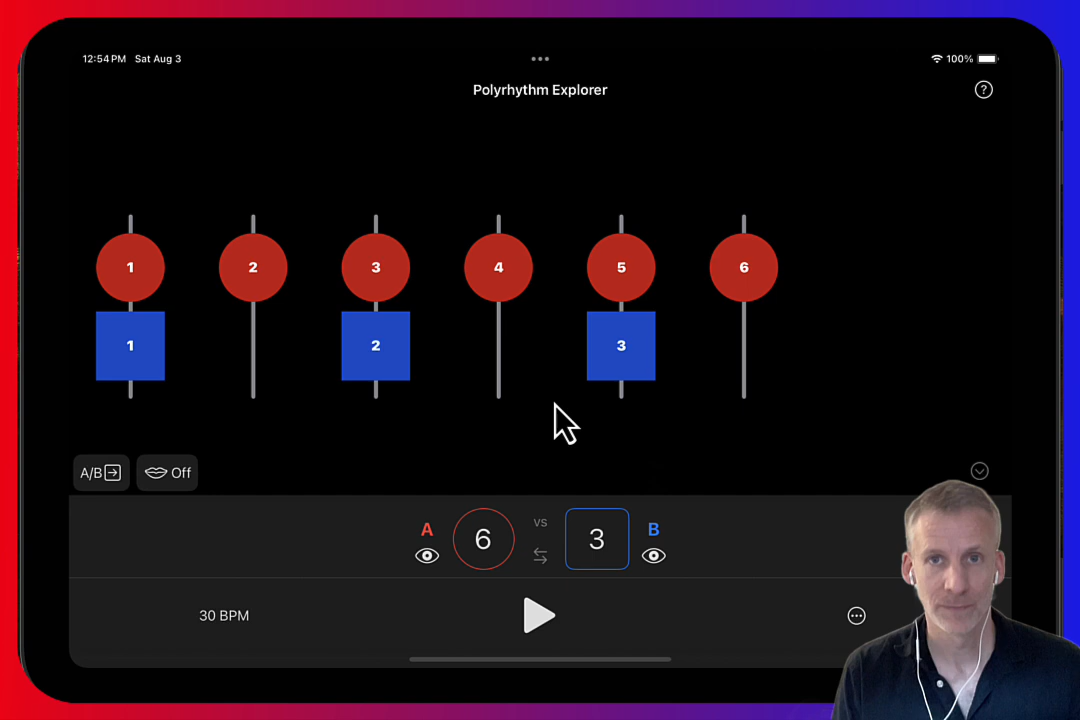 12:54 PM Sat Aug 3
100%
Polyrhythm Explorer
?
1 2 3 4 5 6
1 2 3
A/B Off
A 6 vs 3 B
30 BPM